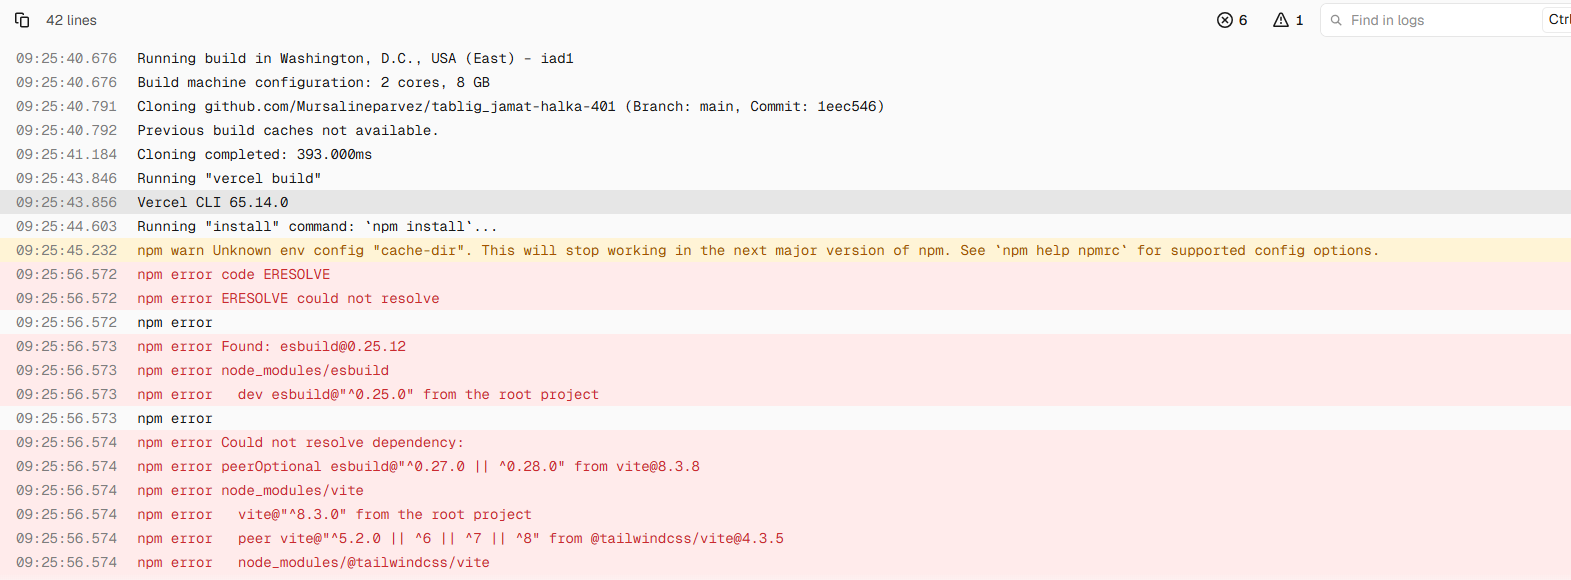 42 lines
6
1
Find in logs
Ctrl
09:25:40.676 Running build in Washington, D.C., USA (East) – iad1
09:25:40.676 Build machine configuration: 2 cores, 8 GB
09:25:40.791 Cloning github.com/Mursalineparvez/tablig_jamat-halka-401 (Branch: main, Commit: 1eec546)
09:25:40.792 Previous build caches not available.
09:25:41.184 Cloning completed: 393.000ms
09:25:43.846 Running "vercel build"
09:25:43.856 Vercel CLI 65.14.0
09:25:44.603 Running "install" command: `npm install`...
09:25:45.232 npm warn Unknown env config "cache-dir". This will stop working in the next major version of npm. See `npm help npmrc` for supported config options.
09:25:56.572 npm error code ERESOLVE
09:25:56.572 npm error ERESOLVE could not resolve
09:25:56.572 npm error
09:25:56.573 npm error Found: esbuild@0.25.12
09:25:56.573 npm error node_modules/esbuild
09:25:56.573 npm error   dev esbuild@"^0.25.0" from the root project
09:25:56.573 npm error
09:25:56.574 npm error Could not resolve dependency:
09:25:56.574 npm error peerOptional esbuild@"^0.27.0 || ^0.28.0" from vite@8.3.8
09:25:56.574 npm error node_modules/vite
09:25:56.574 npm error   vite@"^8.3.0" from the root project
09:25:56.574 npm error   peer vite@"^5.2.0 || ^6 || ^7 || ^8" from @tailwindcss/vite@4.3.5
09:25:56.574 npm error   node_modules/@tailwindcss/vite